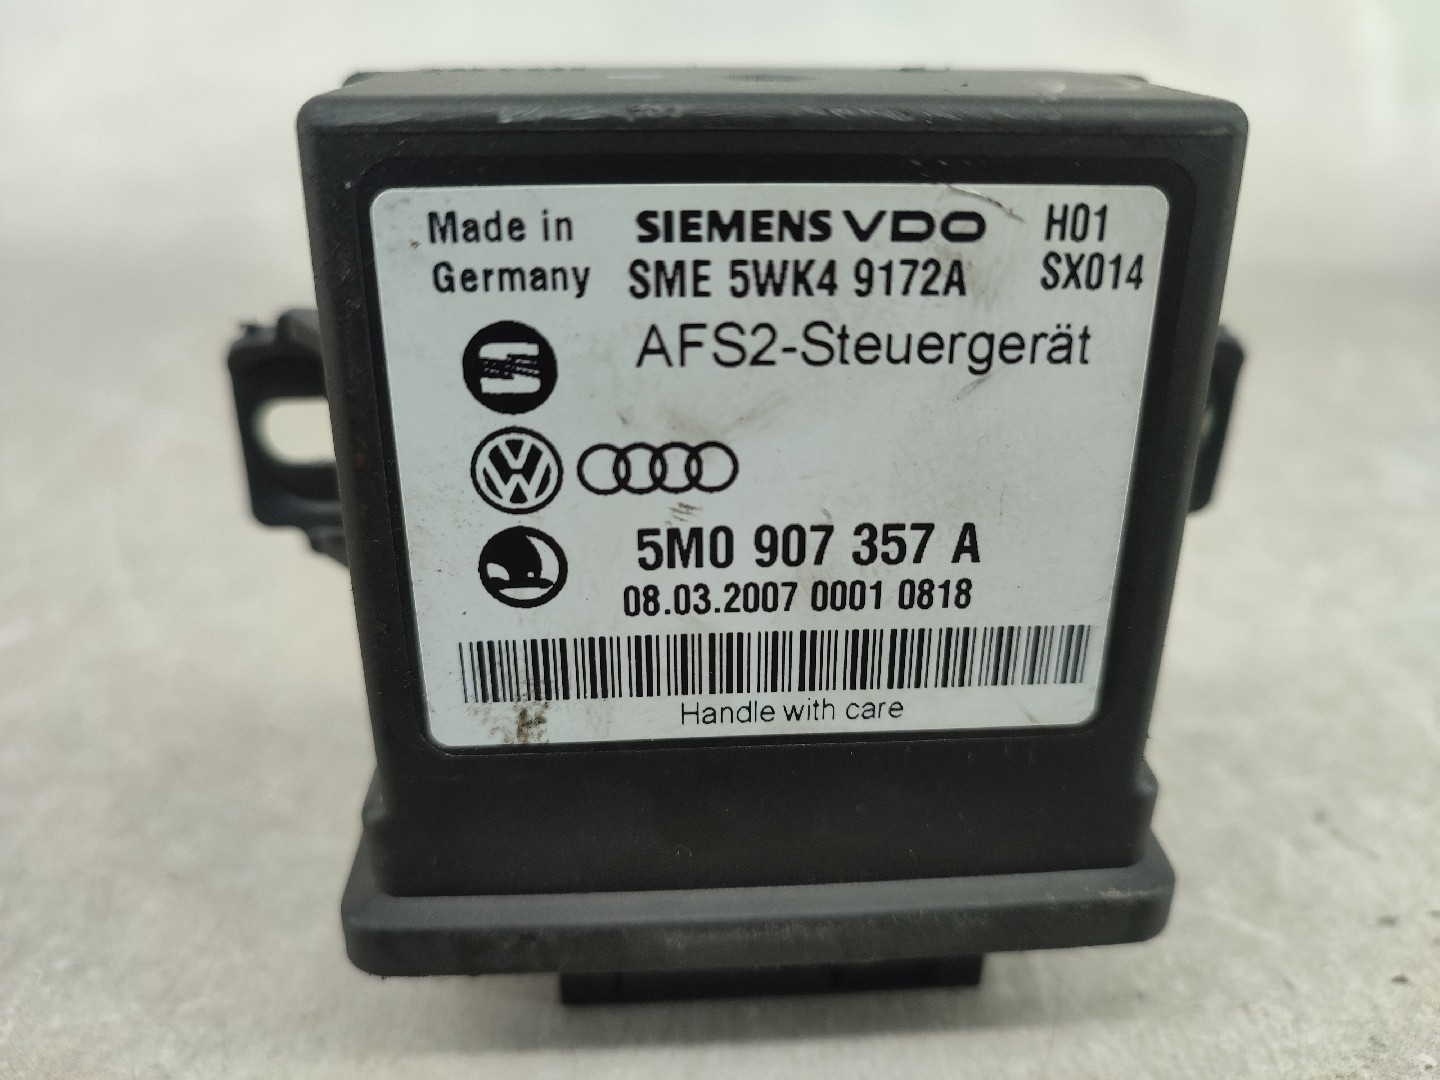 Made in SIEMENS VDO H01
Germany SME 5WK4 9172A SX014
AFS2-Steuergerät
5M0 907 357 A
08.03.2007 0001 0818
Handle with care